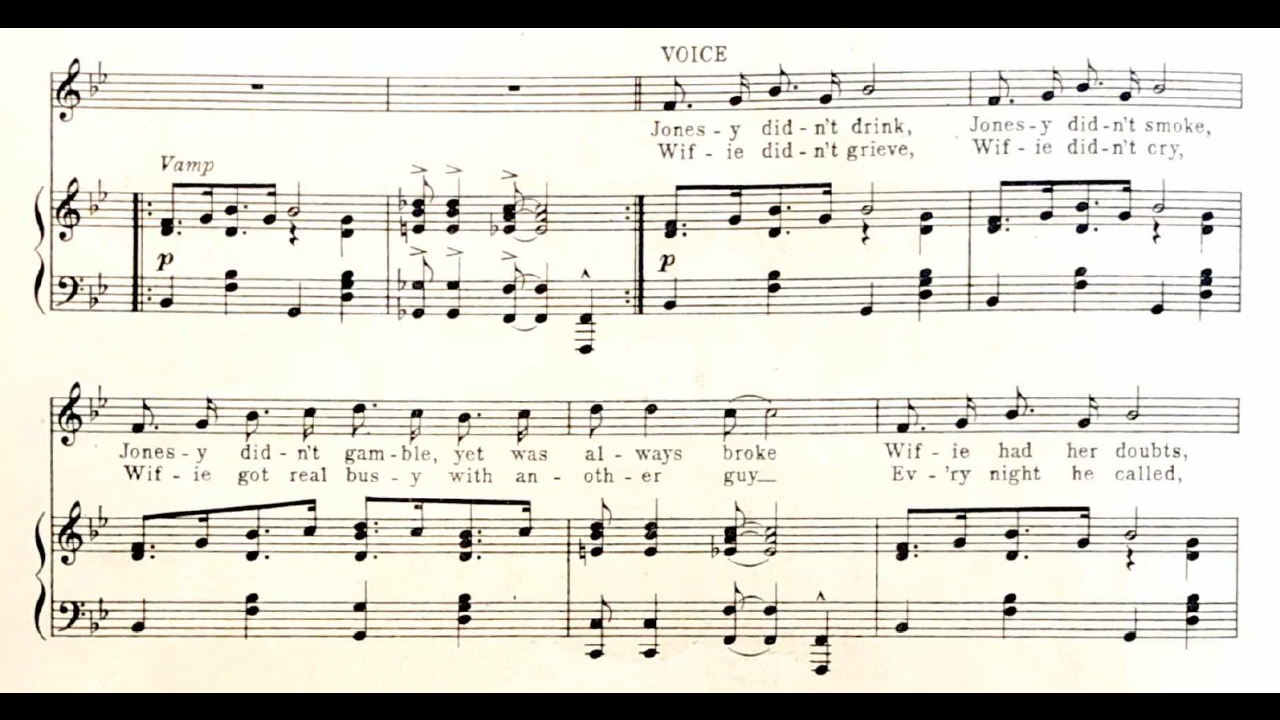 VOICE
Jones - y did - n't drink, Jones - y did - n't smoke,
Wif - ie did - n't grieve, Wif - ie did - n't cry,
Vamp
p p
Jones - y did - n't gam - ble, yet was al - ways broke Wif - ie had her doubts,
Wif - ie got real bus - y with an - oth - er guy Ev - 'ry night he called,